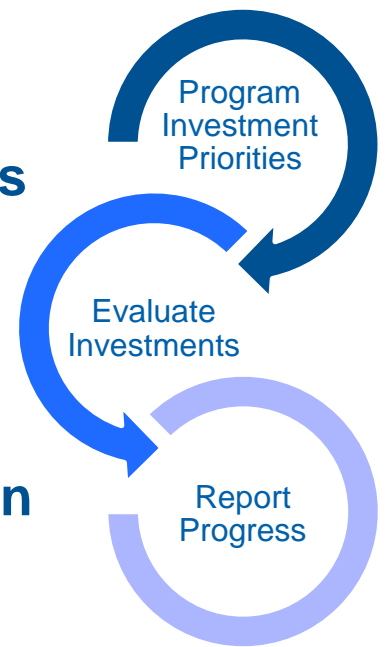 Program
Investment
Priorities
s
Evaluate
Investments
n
Report
Progress